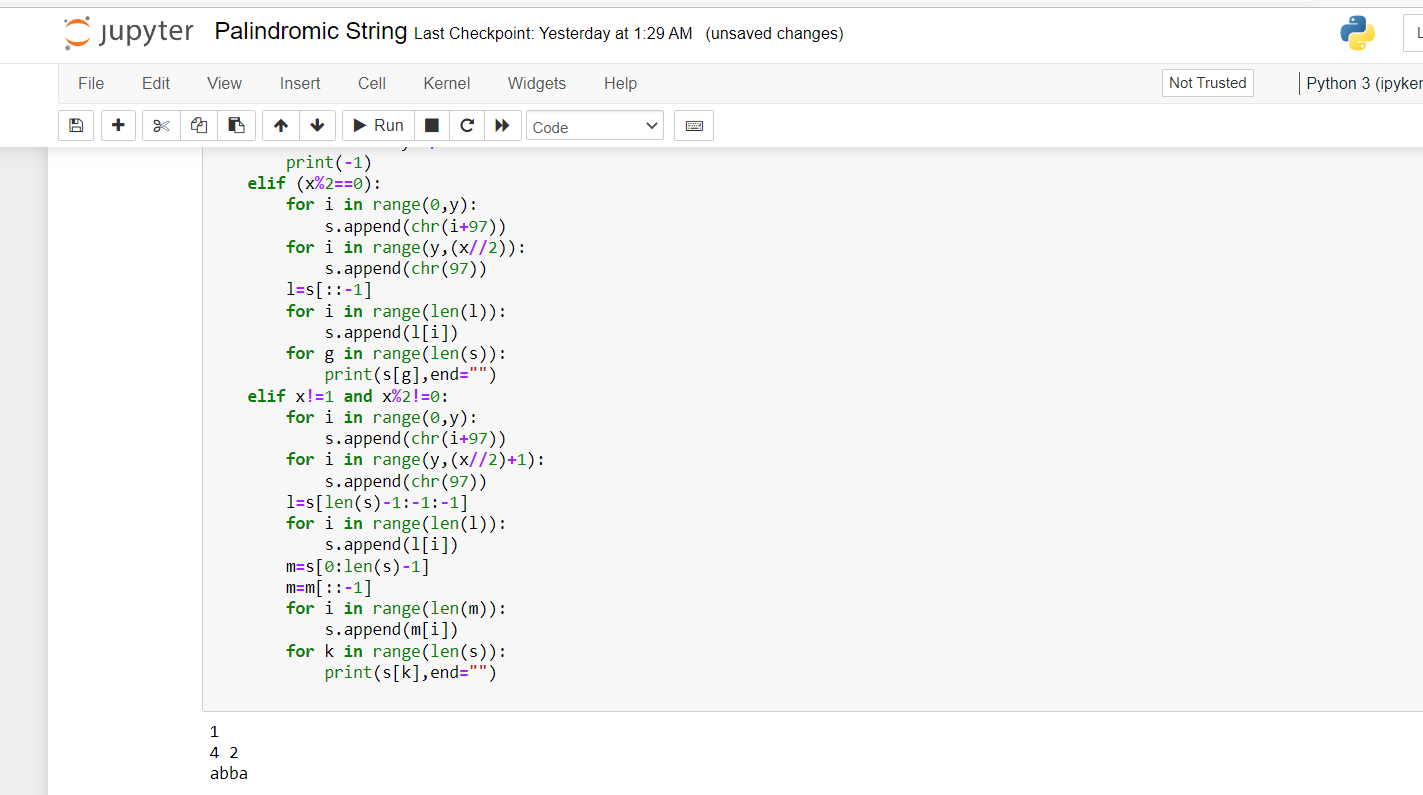 jupyter Palindromic String Last Checkpoint: Yesterday at 1:29 AM (unsaved changes)
File Edit View Insert Cell Kernel Widgets Help Not Trusted Python 3 (ipyker
Run Code
        print(-1)
    elif (x%2==0):
        for i in range(0,y):
            s.append(chr(i+97))
        for i in range(y,(x//2)):
            s.append(chr(97))
        l=s[::-1]
        for i in range(len(l)):
            s.append(l[i])
        for g in range(len(s)):
            print(s[g],end="")
    elif x!=1 and x%2!=0:
        for i in range(0,y):
            s.append(chr(i+97))
        for i in range(y,(x//2)+1):
            s.append(chr(97))
        l=s[len(s)-1:-1:-1]
        for i in range(len(l)):
            s.append(l[i])
        m=s[0:len(s)-1]
        m=m[::-1]
        for i in range(len(m)):
            s.append(m[i])
        for k in range(len(s)):
            print(s[k],end="")
1
4 2
abba